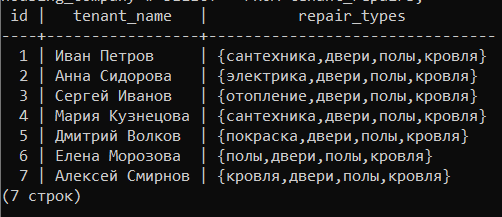 id | tenant_name | repair_types
----+-----------------+--------------------------------
1 | Иван Петров | {сантехника,двери,полы,кровля}
2 | Анна Сидорова | {электрика,двери,полы,кровля}
3 | Сергей Иванов | {отопление,двери,полы,кровля}
4 | Мария Кузнецова | {сантехника,двери,полы,кровля}
5 | Дмитрий Волков | {покраска,двери,полы,кровля}
6 | Елена Морозова | {полы,двери,полы,кровля}
7 | Алексей Смирнов | {кровля,двери,полы,кровля}
(7 строк)